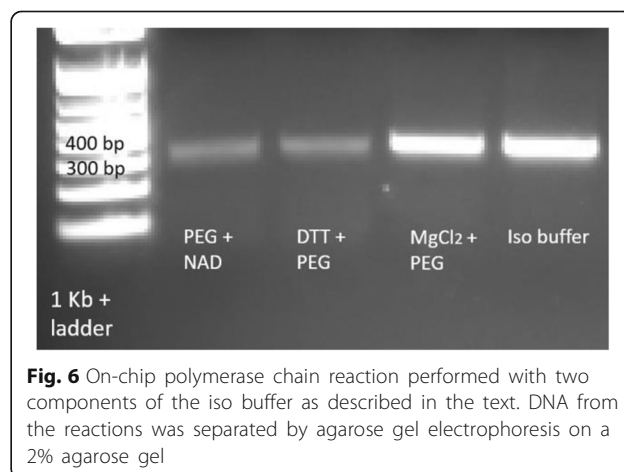 400 bp
300 bp
PEG +
NAD
DTT +
PEG
MgCl2 +
PEG
Iso buffer
1 Kb +
ladder
Fig. 6 On-chip polymerase chain reaction performed with two
components of the iso buffer as described in the text. DNA from
the reactions was separated by agarose gel electrophoresis on a
2% agarose gel